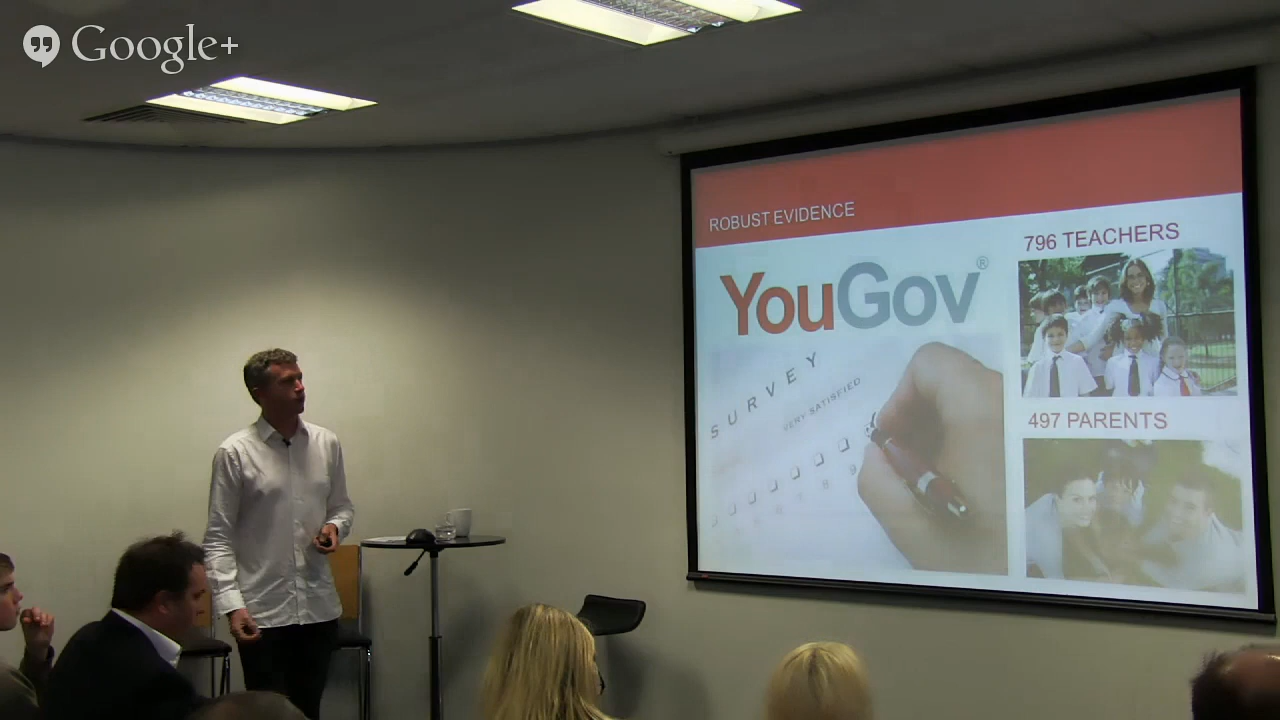 Google+
ROBUST EVIDENCE
796 TEACHERS
YouGov®
SURVEY
VERY SATISFIED
497 PARENTS